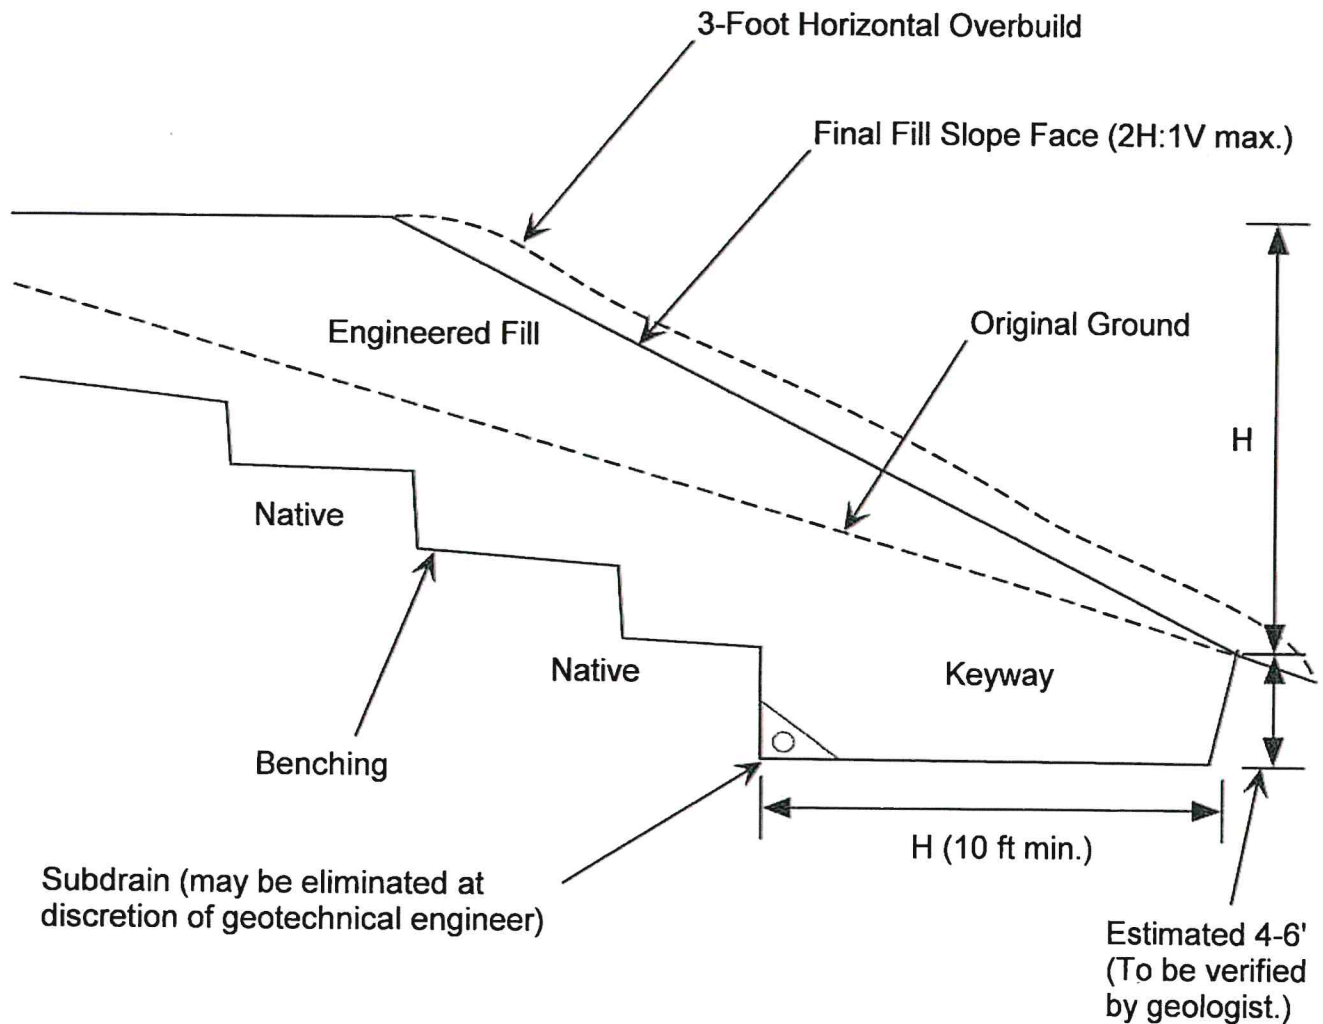 3-Foot Horizontal Overbuild
Final Fill Slope Face (2H:1V max.)
Engineered Fill
Original Ground
H
Native
Native
Keyway
Benching
H (10 ft min.)
Subdrain (may be eliminated at
discretion of geotechnical engineer)
Estimated 4-6'
(To be verified
by geologist.)